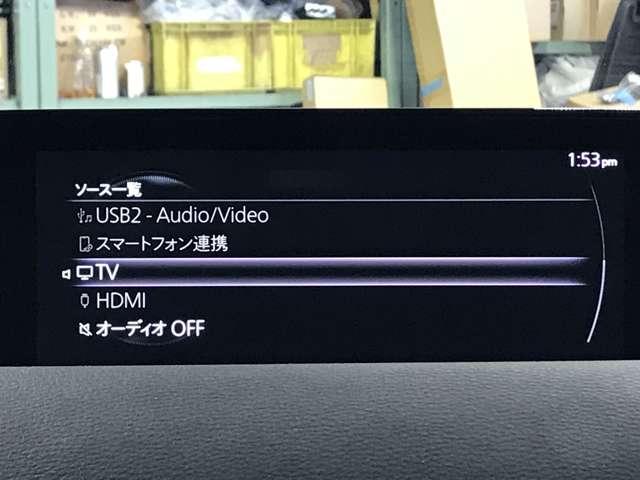 1:53pm
ソース一覧
USB2 - Audio/Video
スマートフォン連携
TV
HDMI
オーディオ OFF